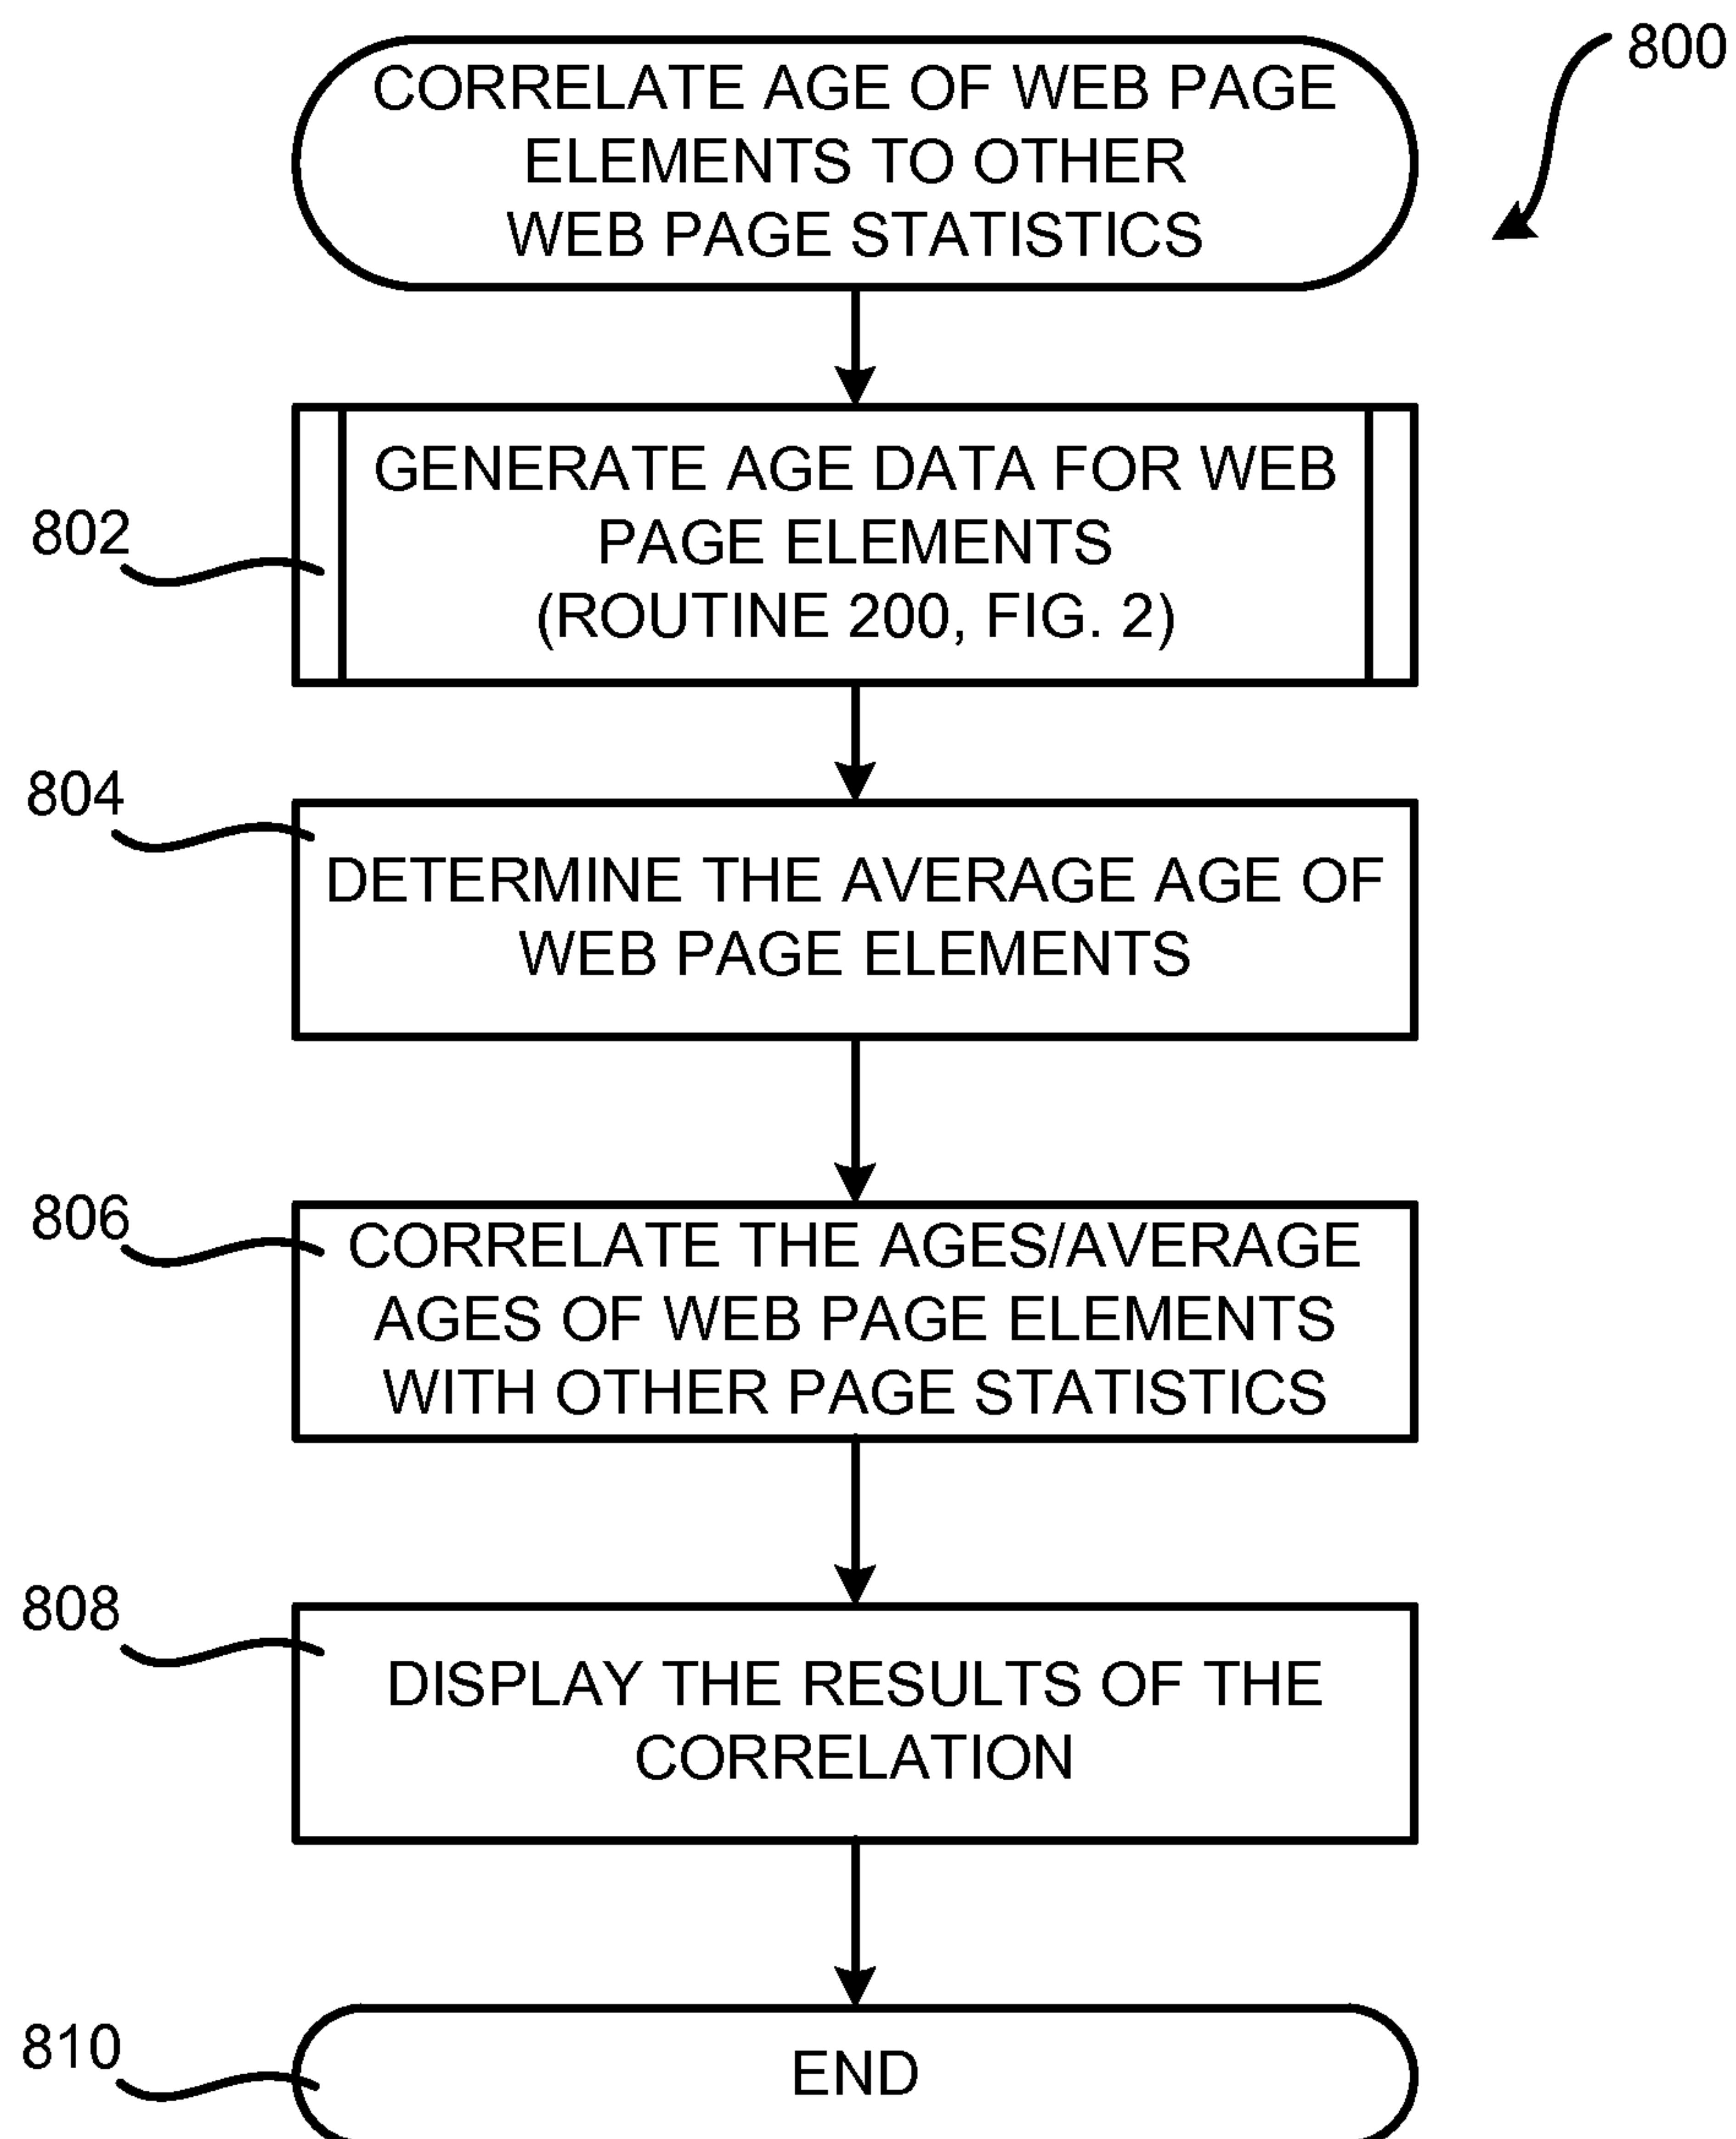 CORRELATE AGE OF WEB PAGE
ELEMENTS TO OTHER
WEB PAGE STATISTICS
800
GENERATE AGE DATA FOR WEB
PAGE ELEMENTS
(ROUTINE 200, FIG. 2)
802
804
DETERMINE THE AVERAGE AGE OF
WEB PAGE ELEMENTS
806
CORRELATE THE AGES/AVERAGE
AGES OF WEB PAGE ELEMENTS
WITH OTHER PAGE STATISTICS
808
DISPLAY THE RESULTS OF THE
CORRELATION
810
END